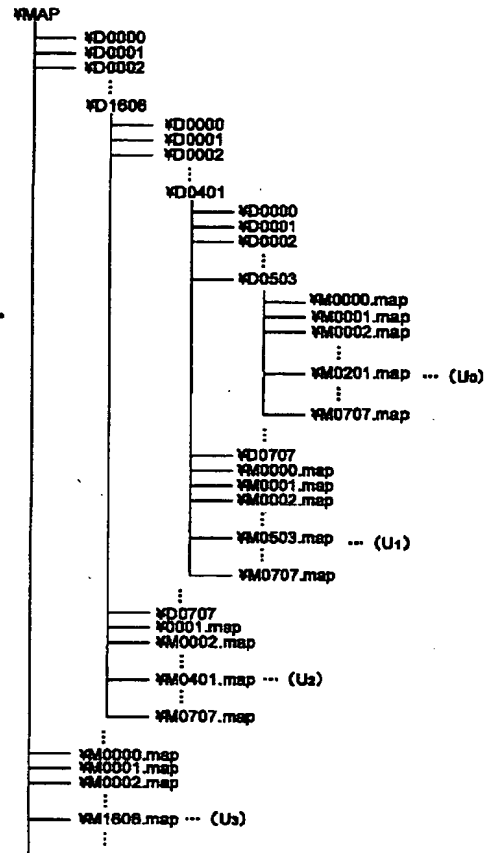 ¥MAP
¥D0000
¥D0001
¥D0002
¥D1606
¥D0000
¥D0001
¥D0002
¥D0401
¥D0000
¥D0001
¥D0002
¥D0503
¥M0000.map
¥M0001.map
¥M0002.map
¥M0201.map ··· (U₀)
¥M0707.map
¥D0707
¥M0000.map
¥M0001.map
¥M0002.map
¥M0503.map ··· (U₁)
¥M0707.map
¥D0707
¥0001.map
¥M0002.map
¥M0401.map ··· (U₂)
¥M0707.map
¥M0000.map
¥M0001.map
¥M0002.map
¥M1606.map ··· (U₃)